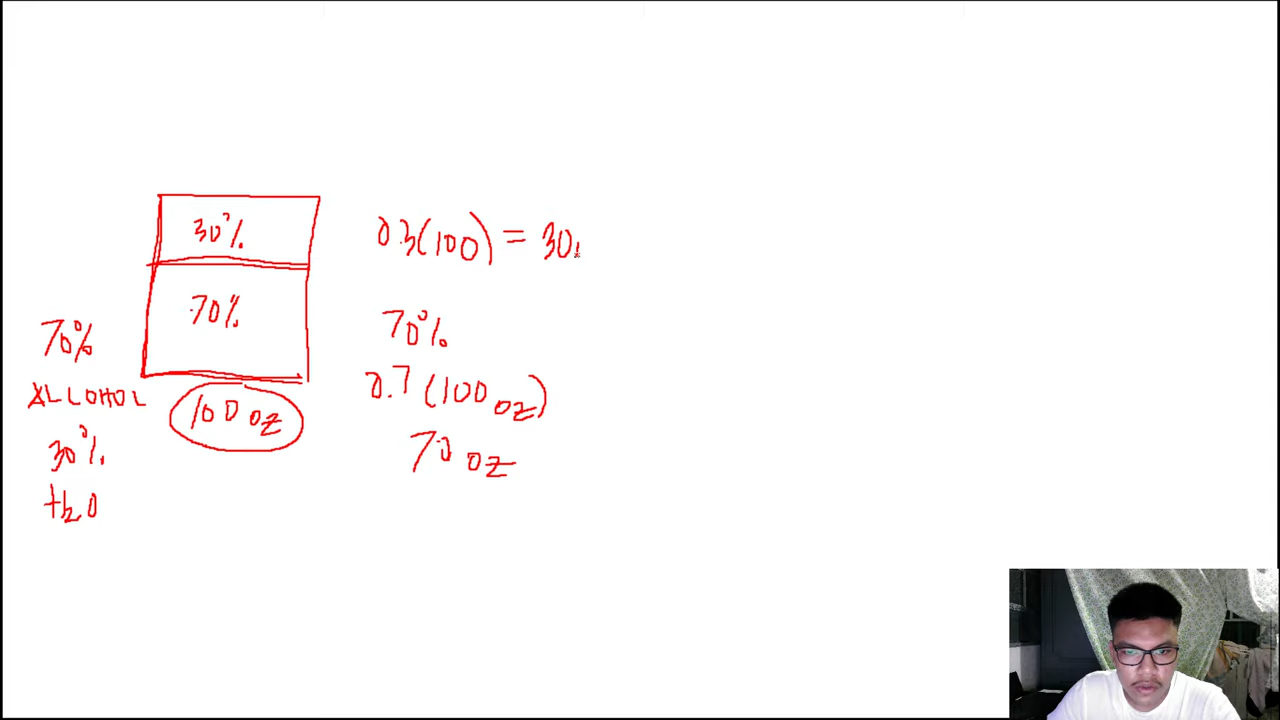 30%
70%
100 oz
70%
ALCOHOL
30%
H2O
0.3(100) = 30
70%
0.7 (100 oz)
70 oz